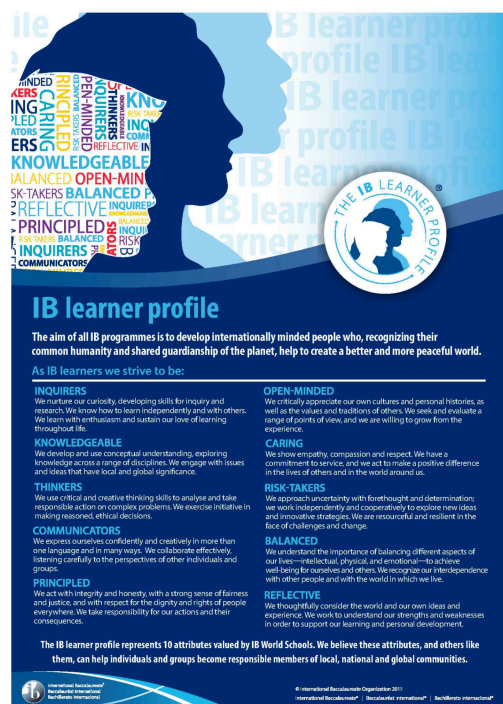 IB learner profile
THE IB LEARNER PROFILE ®
IB learner profile
The aim of all IB programmes is to develop internationally minded people who, recognizing their
common humanity and shared guardianship of the planet, help to create a better and more peaceful world.
As IB learners we strive to be:
INQUIRERS
We nurture our curiosity, developing skills for inquiry and
research. We know how to learn independently and with others.
We learn with enthusiasm and sustain our love of learning
throughout life.
KNOWLEDGEABLE
We develop and use conceptual understanding, exploring
knowledge across a range of disciplines. We engage with issues
and ideas that have local and global significance.
THINKERS
We use critical and creative thinking skills to analyse and take
responsible action on complex problems. We exercise initiative in
making reasoned, ethical decisions.
COMMUNICATORS
We express ourselves confidently and creatively in more than
one language and in many ways. We collaborate effectively,
listening carefully to the perspectives of other individuals and
groups.
PRINCIPLED
We act with integrity and honesty, with a strong sense of fairness
and justice, and with respect for the dignity and rights of people
everywhere. We take responsibility for our actions and their
consequences.
OPEN-MINDED
We critically appreciate our own cultures and personal histories, as
well as the values and traditions of others. We seek and evaluate a
range of points of view, and we are willing to grow from the
experience.
CARING
We show empathy, compassion and respect. We have a
commitment to service, and we act to make a positive difference
in the lives of others and in the world around us.
RISK-TAKERS
We approach uncertainty with forethought and determination;
we work independently and cooperatively to explore new ideas
and innovative strategies. We are resourceful and resilient in the
face of challenges and change.
BALANCED
We understand the importance of balancing different aspects of
our lives—intellectual, physical, and emotional—to achieve
well-being for ourselves and others. We recognize our interdependence
with other people and with the world in which we live.
REFLECTIVE
We thoughtfully consider the world and our own ideas and
experience. We work to understand our strengths and weaknesses
in order to support our learning and personal development.
The IB learner profile represents 10 attributes valued by IB World Schools. We believe these attributes, and others like
them, can help individuals and groups become responsible members of local, national and global communities.
International Baccalaureate®
Baccalauréat International
Bachillerato Internacional
© International Baccalaureate Organization 2013
International Baccalaureate® | Baccalauréat International® | Bachillerato Internacional®